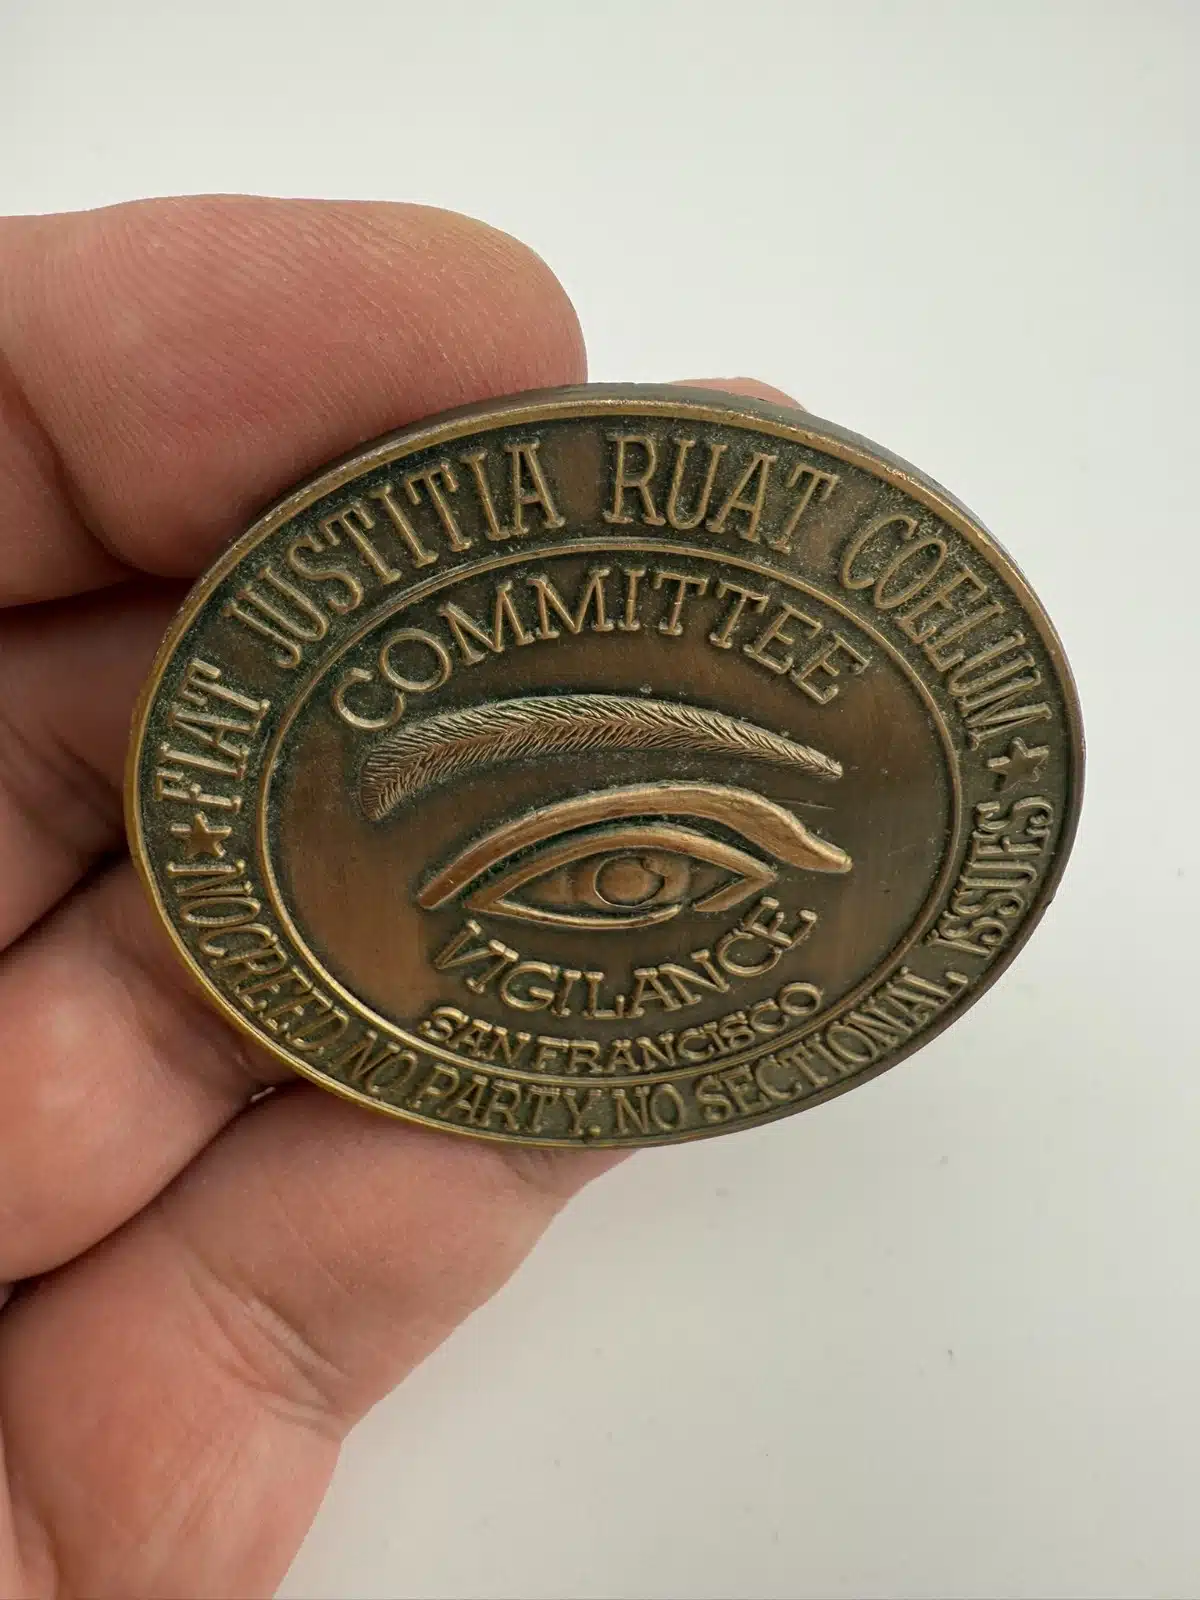 FIAT JUSTITIA RUAT COELUM
COMMITTEE
VIGILANCE
SAN FRANCISCO
NO CREED NO PARTY. NO SECTIONAL ISSUES